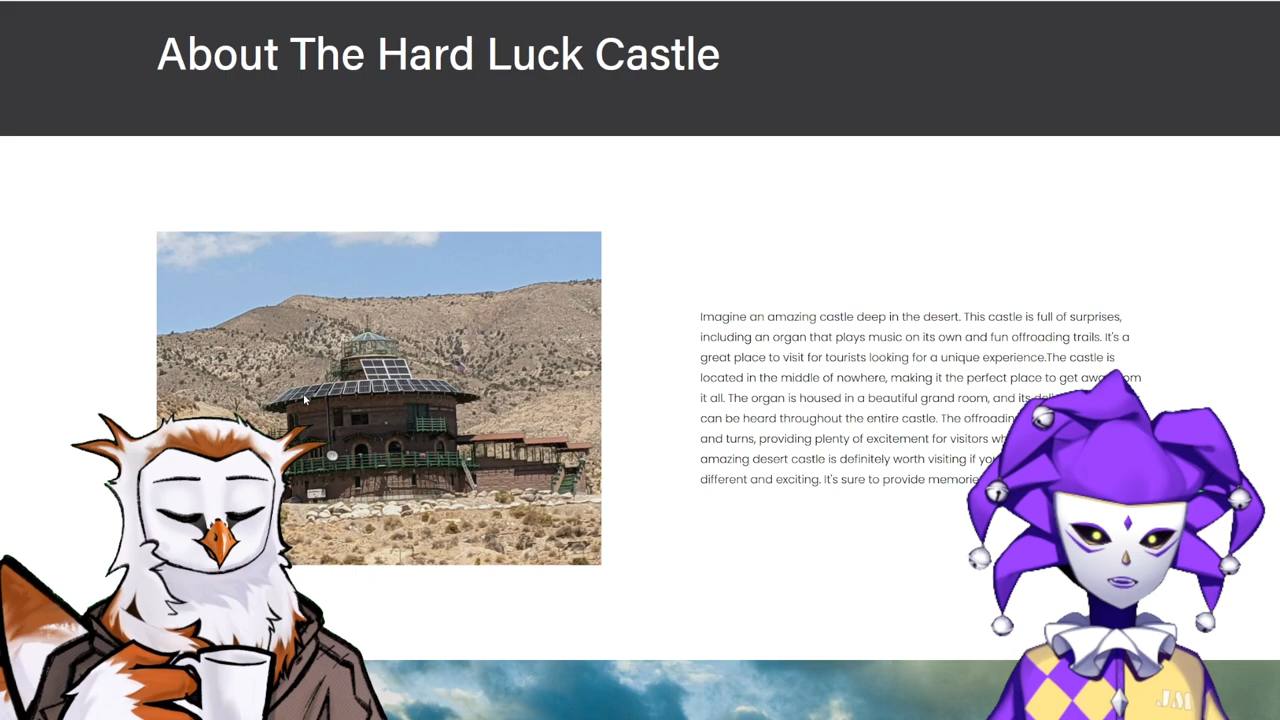 About The Hard Luck Castle
Imagine an amazing castle deep in the desert. This castle is full of surprises,
including an organ that plays music on its own and fun offroading trails. It's a
great place to visit for tourists looking for a unique experience.The castle is
located in the middle of nowhere, making it the perfect place to get
it all. The organ is housed in a beautiful grand room, and its
can be heard throughout the entire castle. The offroading
and turns, providing plenty of excitement for visitors
amazing desert castle is definitely worth visiting if
different and exciting. It's sure to provide
JM